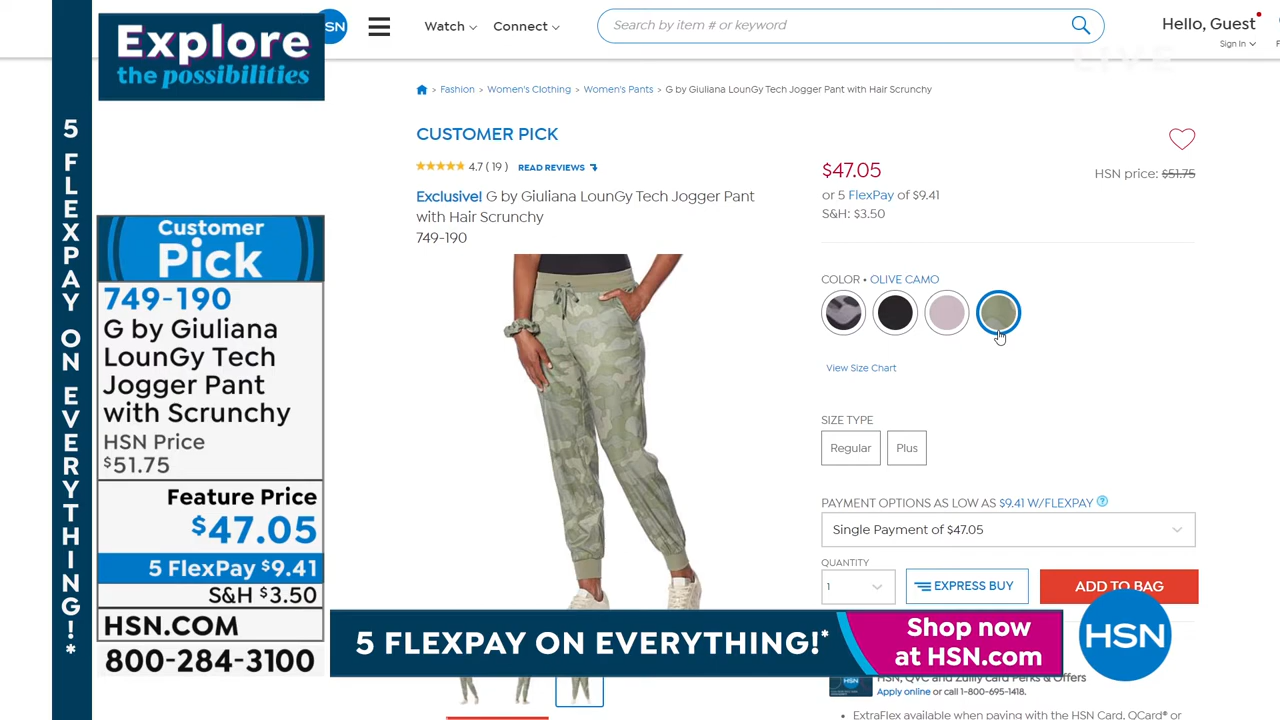 Explore
the possibilities
5 FLEXPAY ON EVERYTHING!*
Customer
Pick
749-190
G by Giuliana
LounGy Tech
Jogger Pant
with Scrunchy
HSN Price
$51.75
Feature Price
$47.05
5 FlexPay $9.41
S&H $3.50
HSN.COM
800-284-3100
SN
Watch
Connect
Search by item # or keyword
Hello, Guest
Sign In
LIVE
> Fashion > Women's Clothing > Women's Pants > G by Giuliana LounGy Tech Jogger Pant with Hair Scrunchy
CUSTOMER PICK
4.7 ( 19 ) READ REVIEWS
Exclusive! G by Giuliana LounGy Tech Jogger Pant
with Hair Scrunchy
749-190
$47.05
HSN price: $51.75
or 5 FlexPay of $9.41
S&H: $3.50
COLOR • OLIVE CAMO
View Size Chart
SIZE TYPE
Regular
Plus
PAYMENT OPTIONS AS LOW AS $9.41 W/FLEXPAY ?
Single Payment of $47.05
QUANTITY
1
EXPRESS BUY
ADD TO BAG
5 FLEXPAY ON EVERYTHING!*
Shop now
at HSN.com
HSN
HSN, QVC and Zulily Card Perks & Offers
Apply online or call 1-800-695-1418.
• ExtraFlex available when paying with the HSN Card, QCard® or